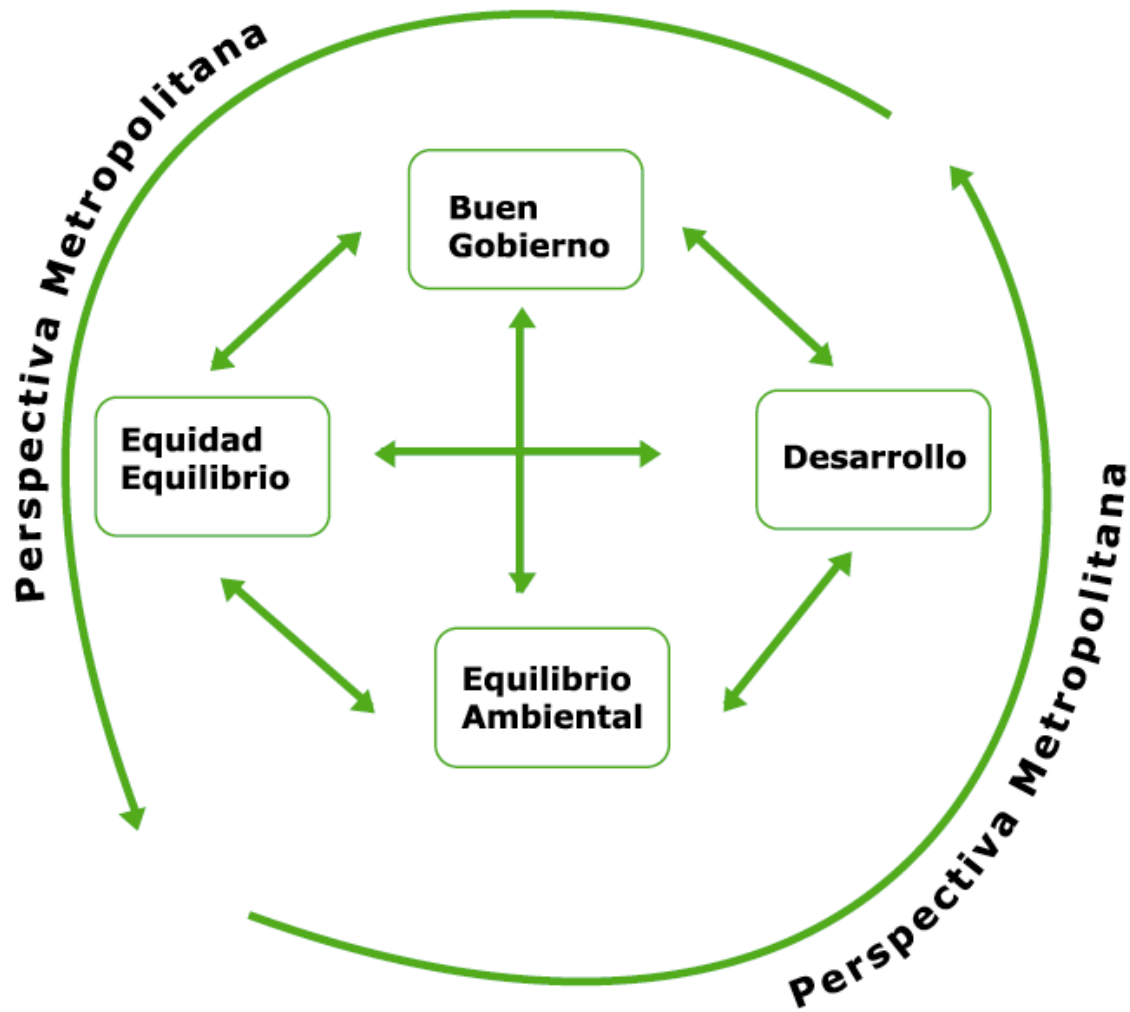 Perspectiva Metropolitana
Buen
Gobierno
Equidad
Equilibrio
Desarrollo
Equilibrio
Ambiental
Perspectiva Metropolitana